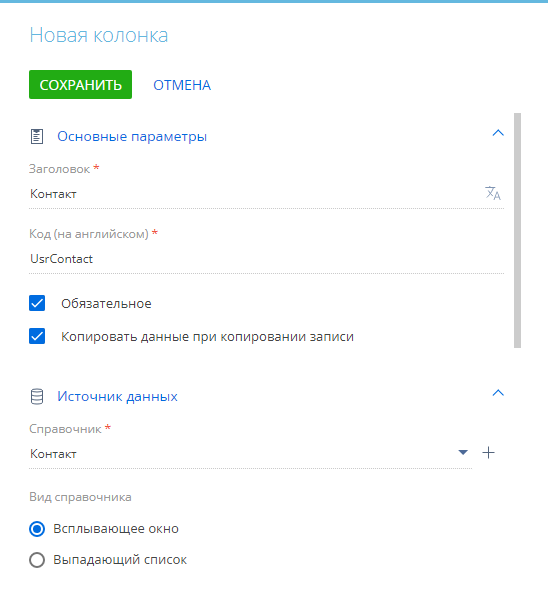 Новая колонка
СОХРАНИТЬ ОТМЕНА
Основные параметры
Заголовок *
Контакт
Код (на английском) *
UsrContact
Обязательное
Копировать данные при копировании записи
Источник данных
Справочник *
Контакт
Вид справочника
Всплывающее окно
Выпадающий список